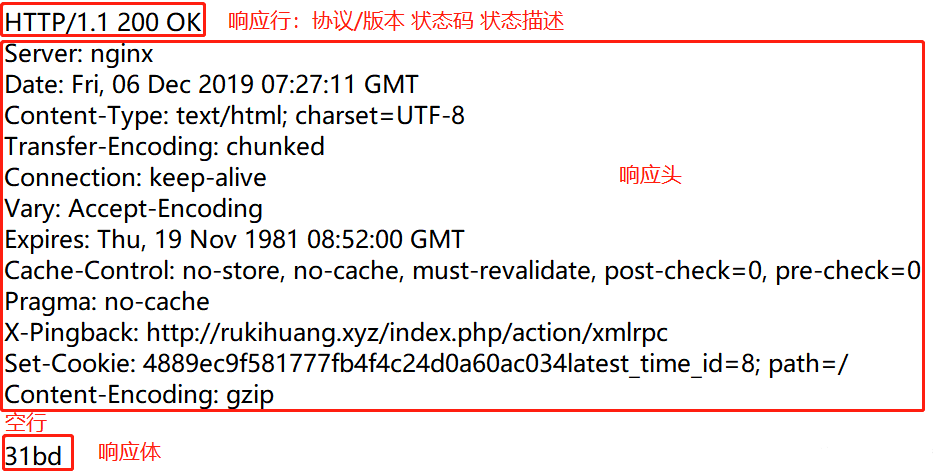 HTTP/1.1 200 OK 响应行：协议/版本 状态码 状态描述
Server: nginx
Date: Fri, 06 Dec 2019 07:27:11 GMT
Content-Type: text/html; charset=UTF-8
Transfer-Encoding: chunked
Connection: keep-alive 响应头
Vary: Accept-Encoding
Expires: Thu, 19 Nov 1981 08:52:00 GMT
Cache-Control: no-store, no-cache, must-revalidate, post-check=0, pre-check=0
Pragma: no-cache
X-Pingback: http://rukihuang.xyz/index.php/action/xmlrpc
Set-Cookie: 4889ec9f581777fb4f4c24d0a60ac034latest_time_id=8; path=/
Content-Encoding: gzip
空行
31bd 响应体